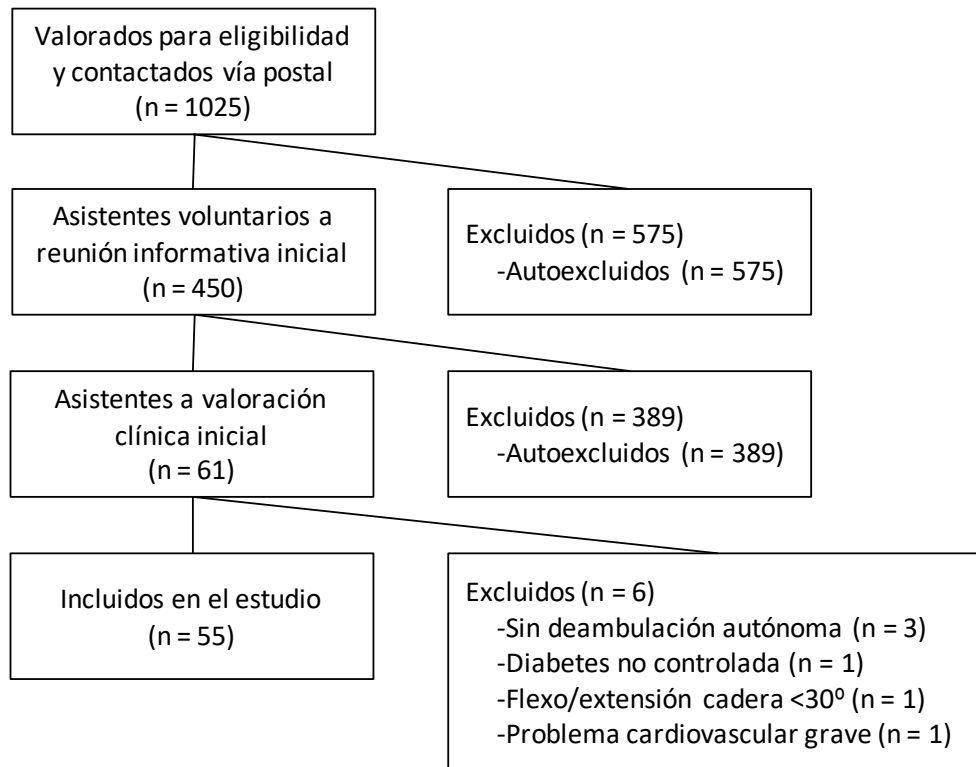 Valorados para eligibilidad
y contactados vía postal
(n = 1025)
Asistentes voluntarios a
reunión informativa inicial
(n = 450)
Excluidos (n = 575)
-Autoexcluidos (n = 575)
Asistentes a valoración
clínica inicial
(n = 61)
Excluidos (n = 389)
-Autoexcluidos (n = 389)
Incluidos en el estudio
(n = 55)
Excluidos (n = 6)
-Sin deambulación autónoma (n = 3)
-Diabetes no controlada (n = 1)
-Flexo/extensión cadera <30º (n = 1)
-Problema cardiovascular grave (n = 1)